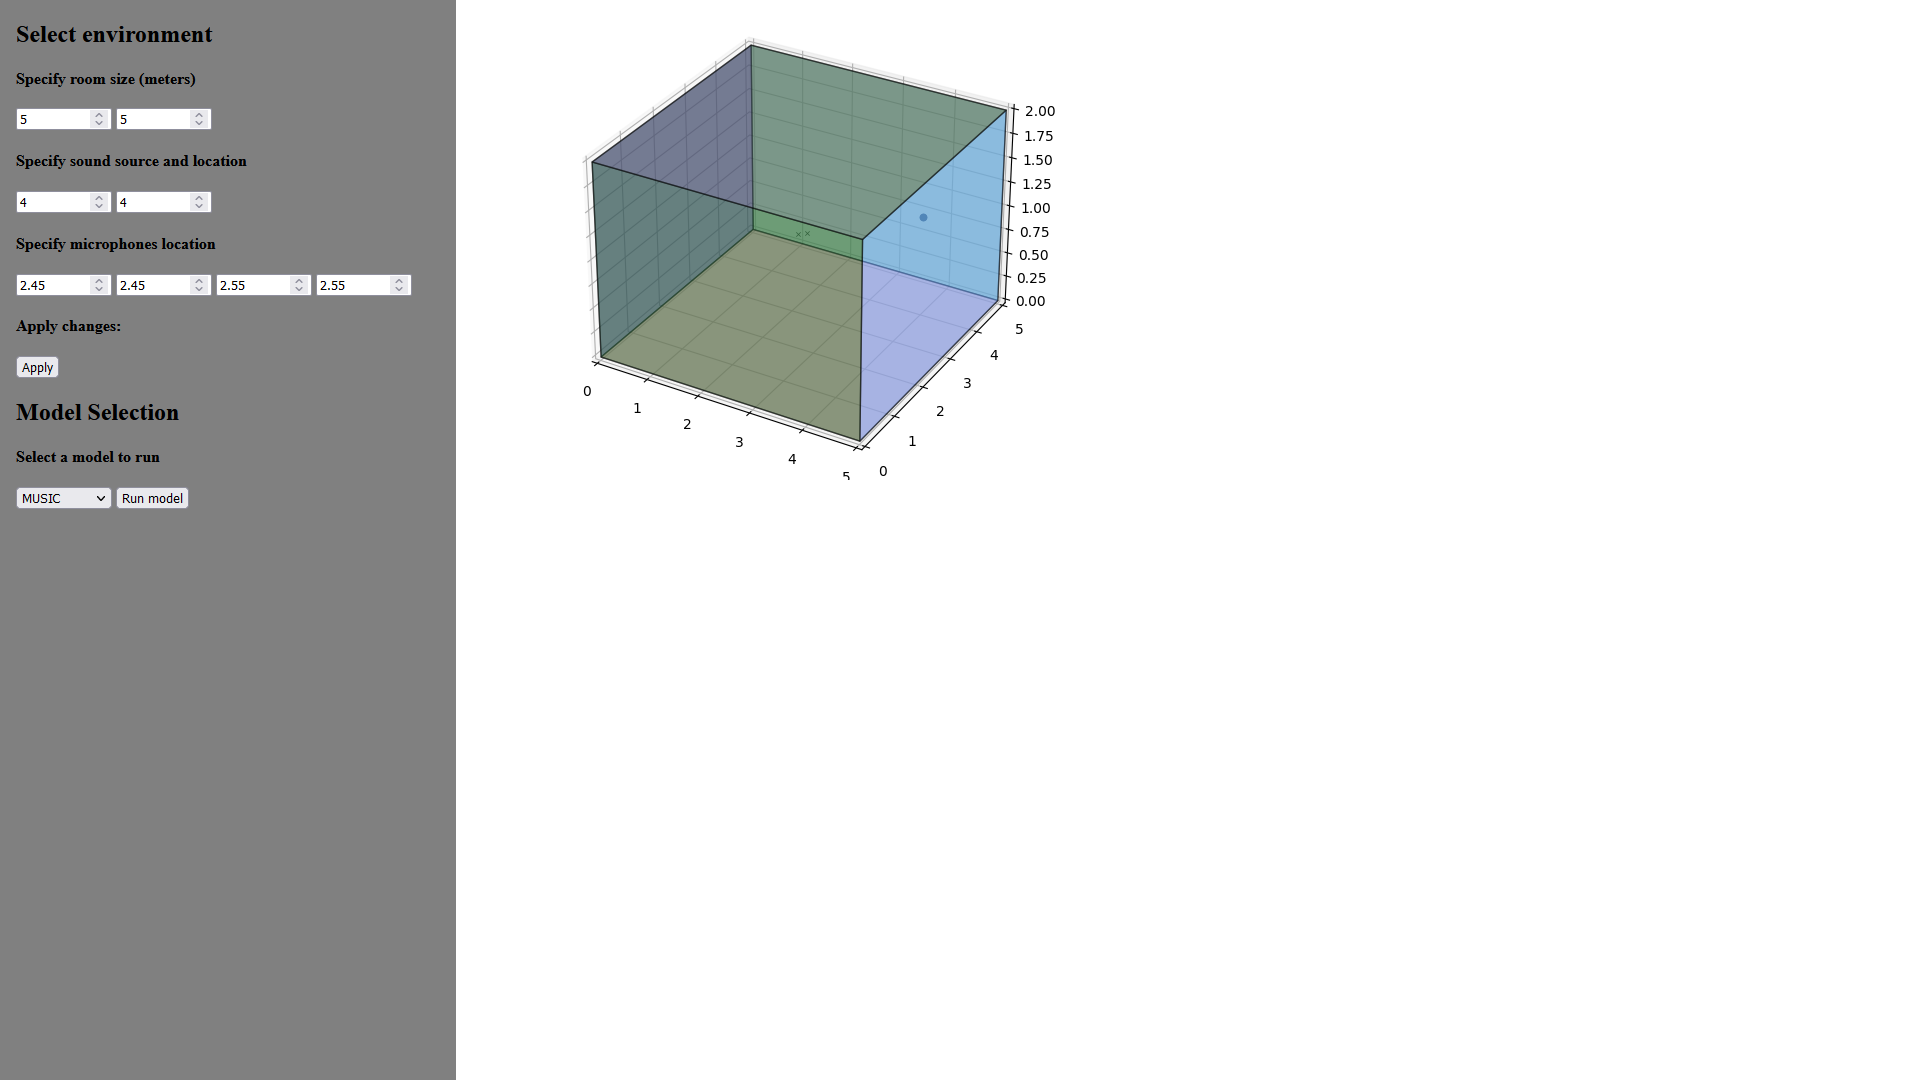 Select environment
Specify room size (meters)
5 5
Specify sound source and location
4 4
Specify microphones location
2.45 2.45 2.55 2.55
Apply changes:
Apply
Model Selection
Select a model to run
MUSIC Run model
2.00
1.75
1.50
1.25
1.00
0.75
0.50
0.25
0.00
5
4
3
2
1
0
0
1
2
3
4
5